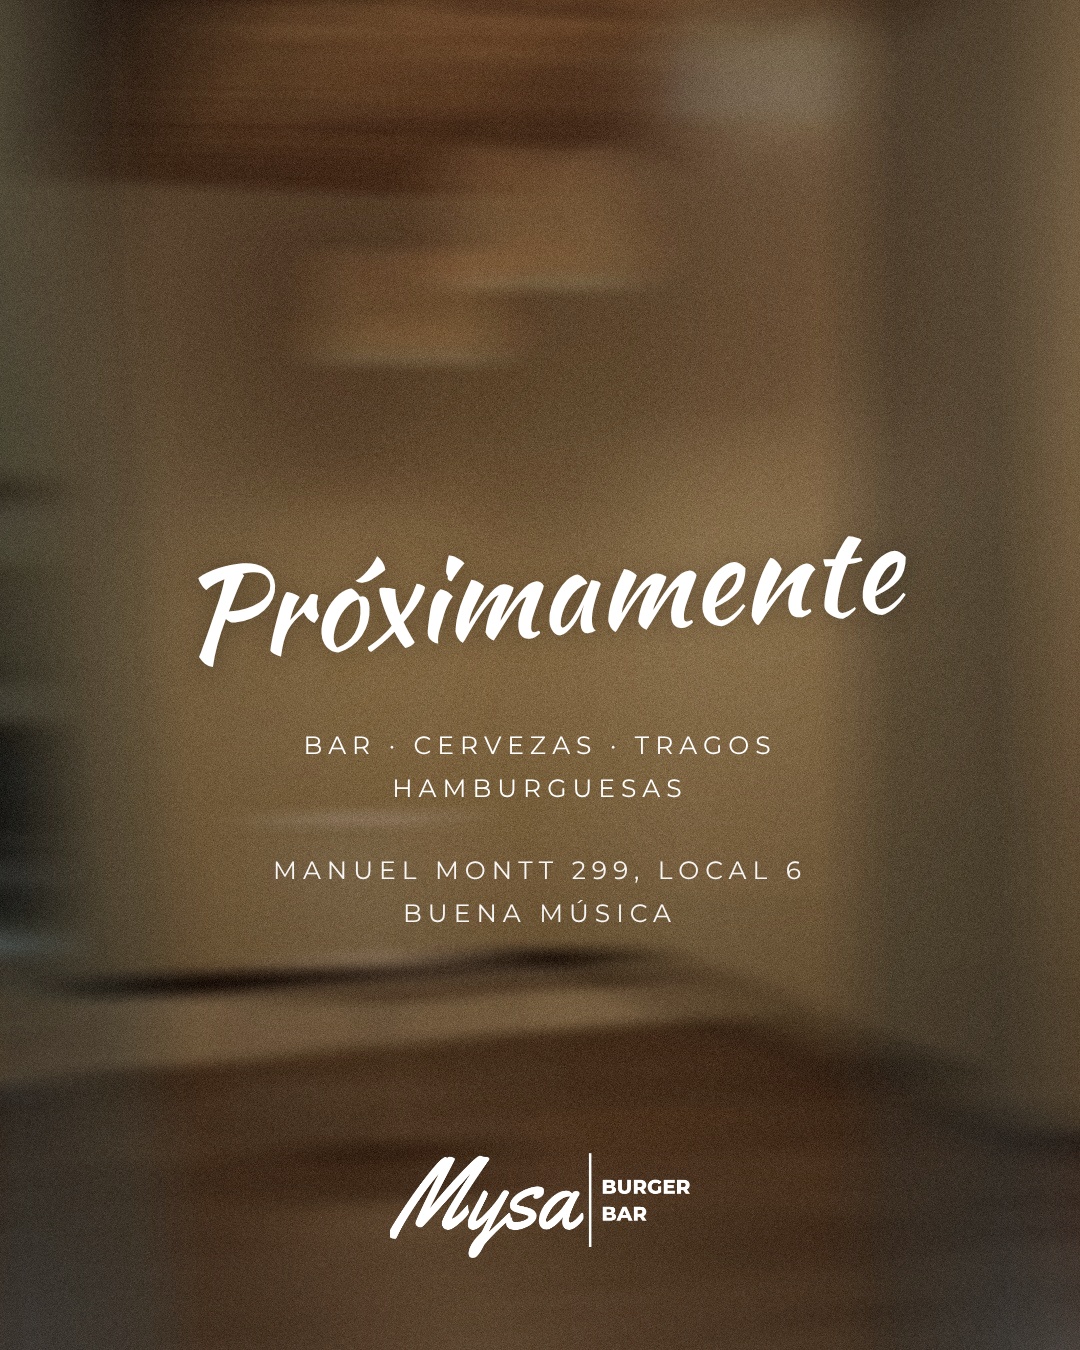 Próximamente
BAR · CERVEZAS · TRAGOS
HAMBURGUESAS
MANUEL MONTT 299, LOCAL 6
BUENA MÚSICA
Mysa
BURGER
BAR